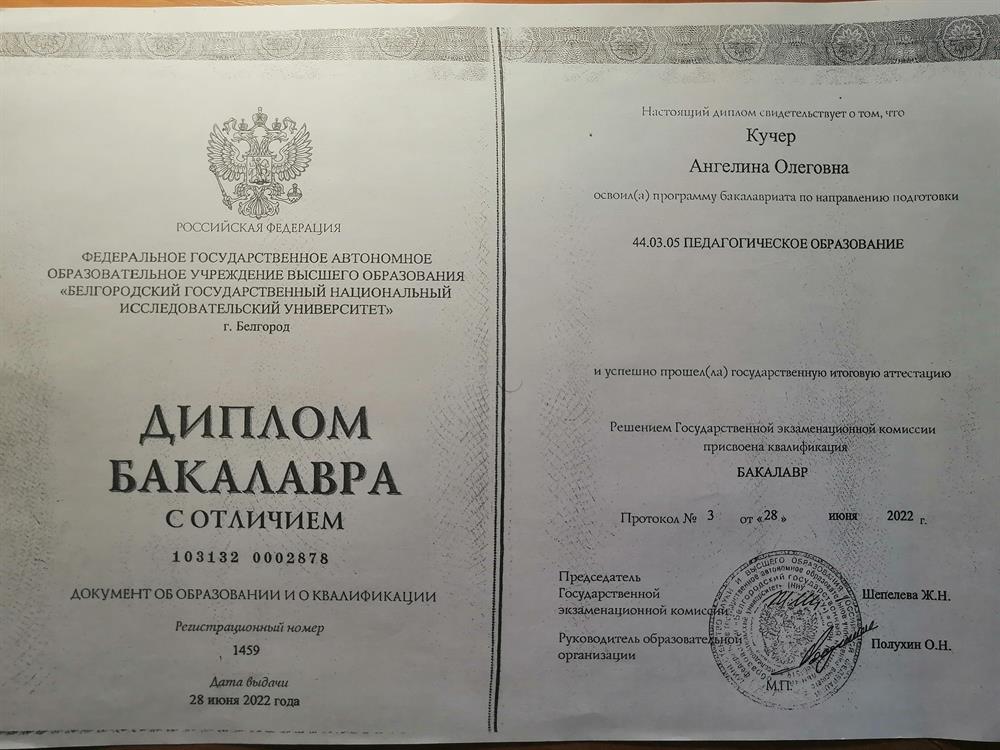 РОССИЙСКАЯ ФЕДЕРАЦИЯ
ФЕДЕРАЛЬНОЕ ГОСУДАРСТВЕННОЕ АВТОНОМНОЕ
ОБРАЗОВАТЕЛЬНОЕ УЧРЕЖДЕНИЕ ВЫСШЕГО ОБРАЗОВАНИЯ
«БЕЛГОРОДСКИЙ ГОСУДАРСТВЕННЫЙ НАЦИОНАЛЬНЫЙ
ИССЛЕДОВАТЕЛЬСКИЙ УНИВЕРСИТЕТ»
г. Белгород
ДИПЛОМ
БАКАЛАВРА
С ОТЛИЧИЕМ
103132 0002878
ДОКУМЕНТ ОБ ОБРАЗОВАНИИ И О КВАЛИФИКАЦИИ
Регистрационный номер
1459
Дата выдачи
28 июня 2022 года
Настоящий диплом свидетельствует о том, что
Кучер
Ангелина Олеговна
освоил(а) программу бакалавриата по направлению подготовки
44.03.05 ПЕДАГОГИЧЕСКОЕ ОБРАЗОВАНИЕ
и успешно прошел(ла) государственную итоговую аттестацию
Решением Государственной экзаменационной комиссии
присвоена квалификация
БАКАЛАВР
Протокол № 3 от «28» июня 2022 г.
Председатель
Государственной
экзаменационной комиссии Шепелева Ж.Н.
Руководитель образовательной
организации Полухин О.Н.
М.П.